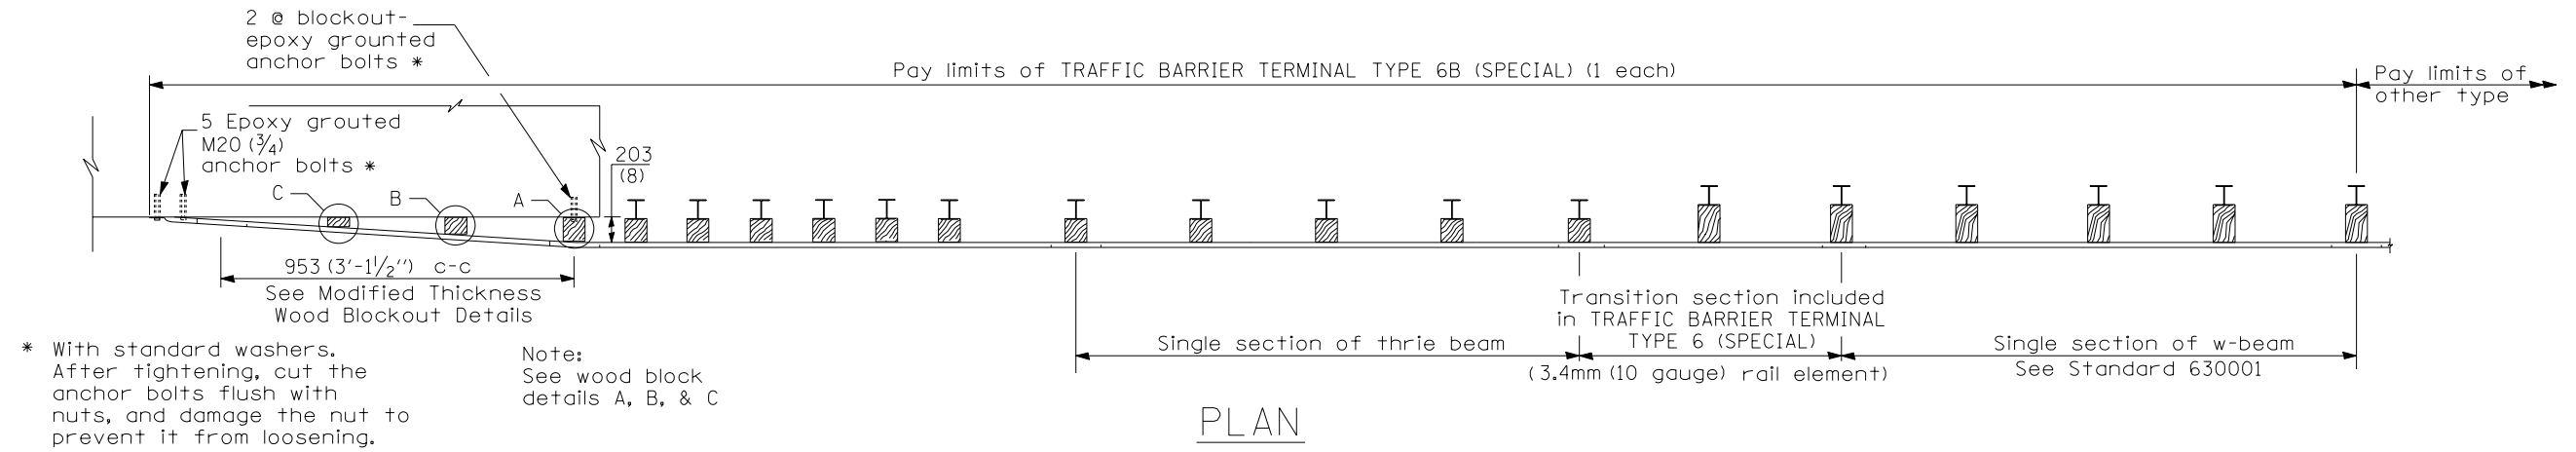 2 @ blockout-
epoxy grounted
anchor bolts *
Pay limits of TRAFFIC BARRIER TERMINAL TYPE 6B (SPECIAL) (1 each)
Pay limits of
other type
5 Epoxy grouted
M20 (3/4)
anchor bolts *
203
(8)
C
B
A
953 (3'-1 1/2'') c-c
See Modified Thickness
Wood Blockout Details
Transition section included
in TRAFFIC BARRIER TERMINAL
TYPE 6 (SPECIAL)
(3.4mm (10 gauge) rail element)
Single section of thrie beam
Single section of w-beam
See Standard 630001
* With standard washers.
After tightening, cut the
anchor bolts flush with
nuts, and damage the nut to
prevent it from loosening.
Note:
See wood block
details A, B, & C
PLAN